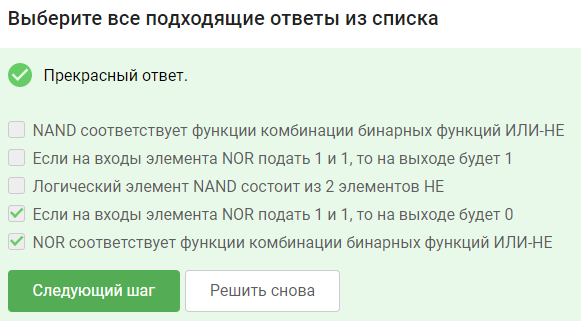 Выберите все подходящие ответы из списка
Прекрасный ответ.
NAND соответствует функции комбинации бинарных функций ИЛИ-НЕ
Если на входы элемента NOR подать 1 и 1, то на выходе будет 1
Логический элемент NAND состоит из 2 элементов НЕ
Если на входы элемента NOR подать 1 и 1, то на выходе будет 0
NOR соответствует функции комбинации бинарных функций ИЛИ-НЕ
Следующий шаг
Решить снова